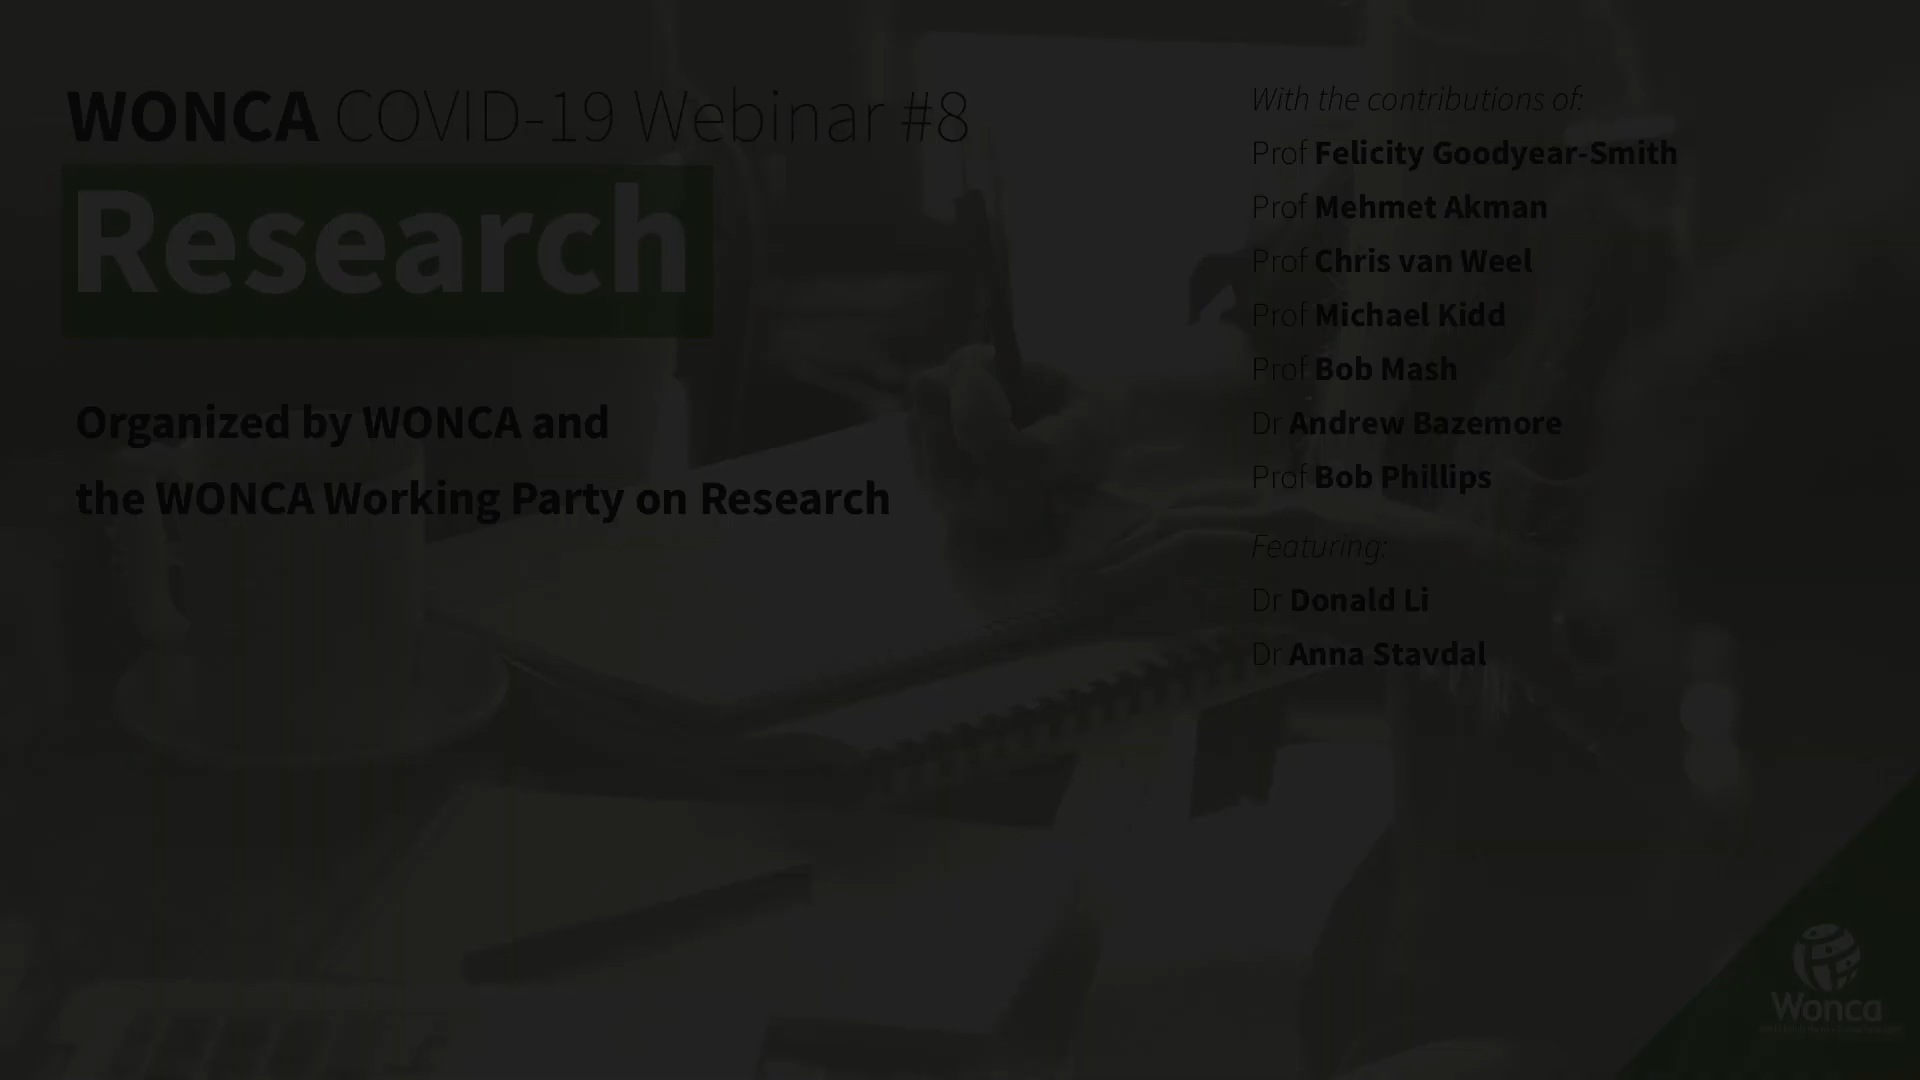 WONCA COVID-19 Webinar #8
Research
Organized by WONCA and
the WONCA Working Party on Research
With the contributions of:
Prof Felicity Goodyear-Smith
Prof Mehmet Akman
Prof Chris van Weel
Prof Michael Kidd
Prof Bob Mash
Dr Andrew Bazemore
Prof Bob Phillips
Featuring:
Dr Donald Li
Dr Anna Stavdal
Wonca